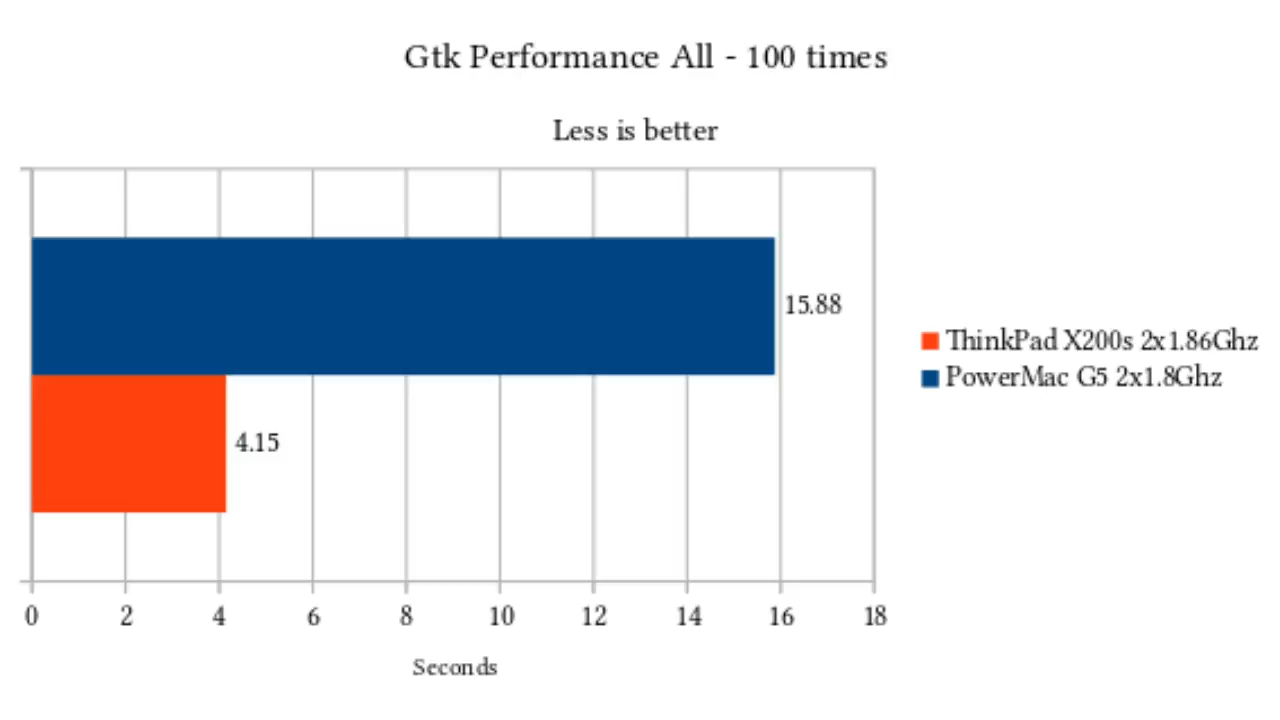 Gtk Performance All - 100 times
Less is better
15.88
4.15
ThinkPad X200s 2x1.86Ghz
PowerMac G5 2x1.8Ghz
0 2 4 6 8 10 12 14 16 18
Seconds